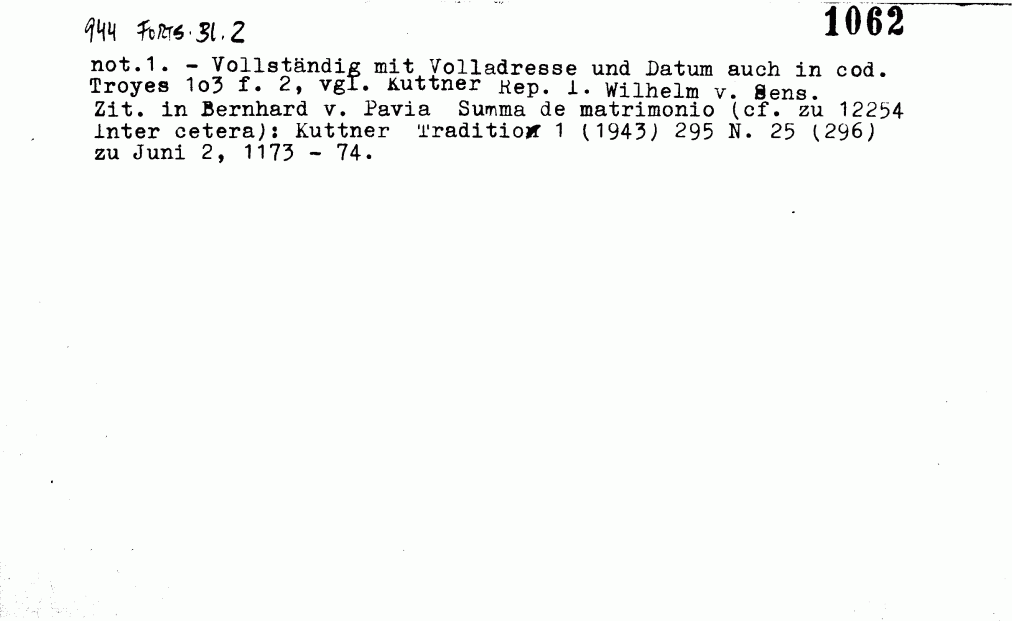 944 Forts. Bl. 2
1062
not.1. - Vollständig mit Volladresse und Datum auch in cod.
Troyes 1o3 f. 2, vgl. Kuttner Rep. 1. Wilhelm v. Sens.
Zit. in Bernhard v. Pavia Summa de matrimonio (cf. zu 12254
Inter cetera): Kuttner Traditio 1 (1943) 295 N. 25 (296)
zu Juni 2, 1173 - 74.